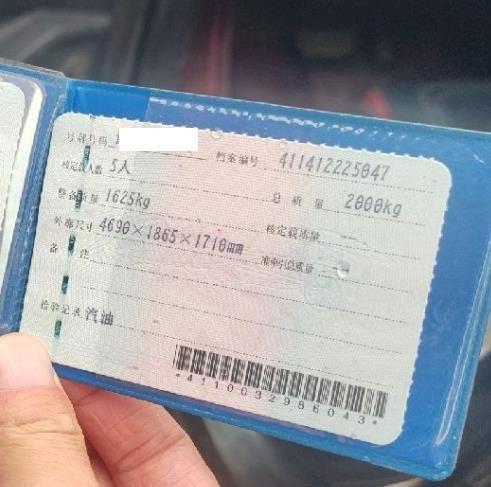 号牌号码 档案编号 411412225047
核定载人数 5人 总质量 2000kg
整备质量 1625kg 核定载质量
外廓尺寸 4690×1865×1710mm 准牵引总质量
备注
检验记录 汽油
*4110032986043*